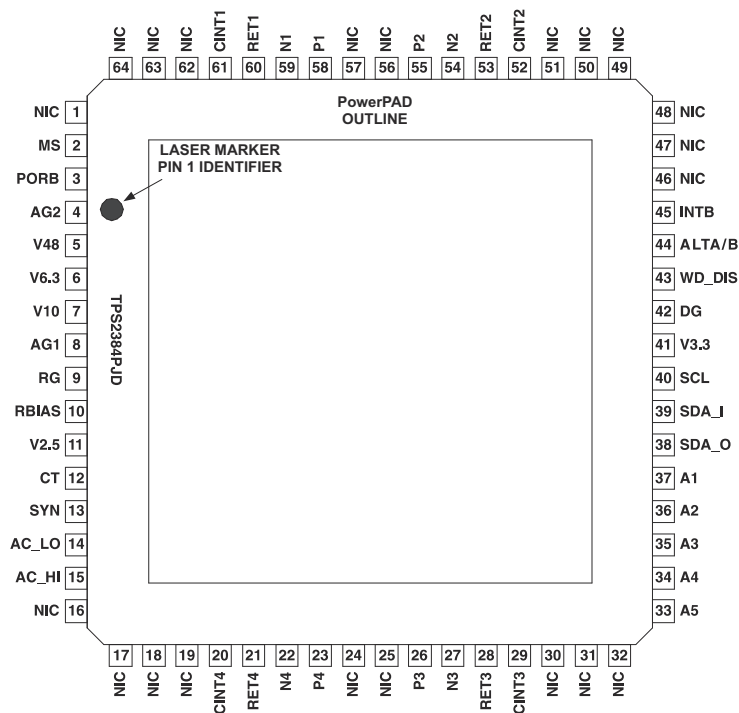 NIC NIC NIC CINT1 RET1 N1 P1 NIC NIC P2 N2 RET2 CINT2 NIC NIC NIC
64 63 62 61 60 59 58 57 56 55 54 53 52 51 50 49
PowerPAD
OUTLINE
LASER MARKER
PIN 1 IDENTIFIER
TPS2384PJD
NIC 1
MS 2
PORB 3
AG2 4
V48 5
V6.3 6
V10 7
AG1 8
RG 9
RBIAS 10
V2.5 11
CT 12
SYN 13
AC_LO 14
AC_HI 15
NIC 16
48 NIC
47 NIC
46 NIC
45 INTB
44 ALTA/B
43 WD_DIS
42 DG
41 V3.3
40 SCL
39 SDA_I
38 SDA_O
37 A1
36 A2
35 A3
34 A4
33 A5
17 18 19 20 21 22 23 24 25 26 27 28 29 30 31 32
NIC NIC NIC CINT4 RET4 N4 P4 NIC NIC P3 N3 RET3 CINT3 NIC NIC NIC